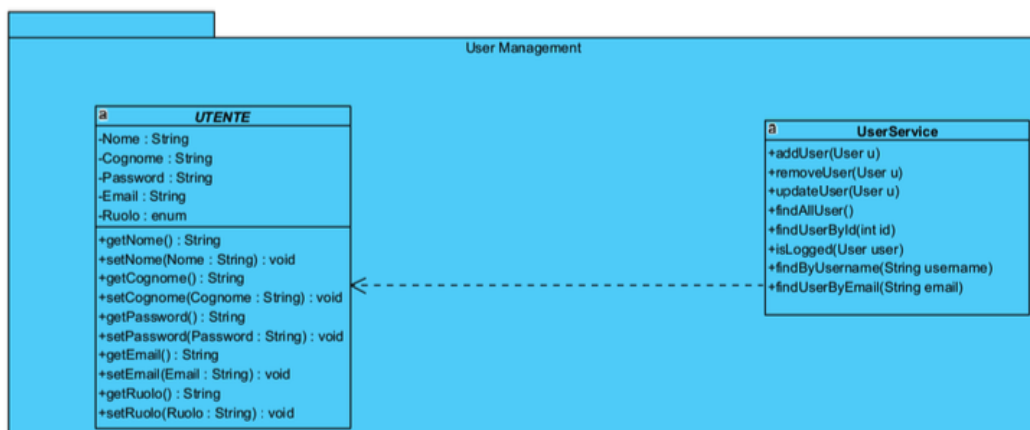 User Management
a
UTENTE
-Nome : String
-Cognome : String
-Password : String
-Email : String
-Ruolo : enum
+getNome() : String
+setNome(Nome : String) : void
+getCognome() : String
+setCognome(Cognome : String) : void
+getPassword() : String
+setPassword(Password : String) : void
+getEmail() : String
+setEmail(Email : String) : void
+getRuolo() : String
+setRuolo(Ruolo : String) : void
a
UserService
+addUser(User u)
+removeUser(User u)
+updateUser(User u)
+findAllUser()
+findUserById(int id)
+isLogged(User user)
+findByUsername(String username)
+findUserByEmail(String email)